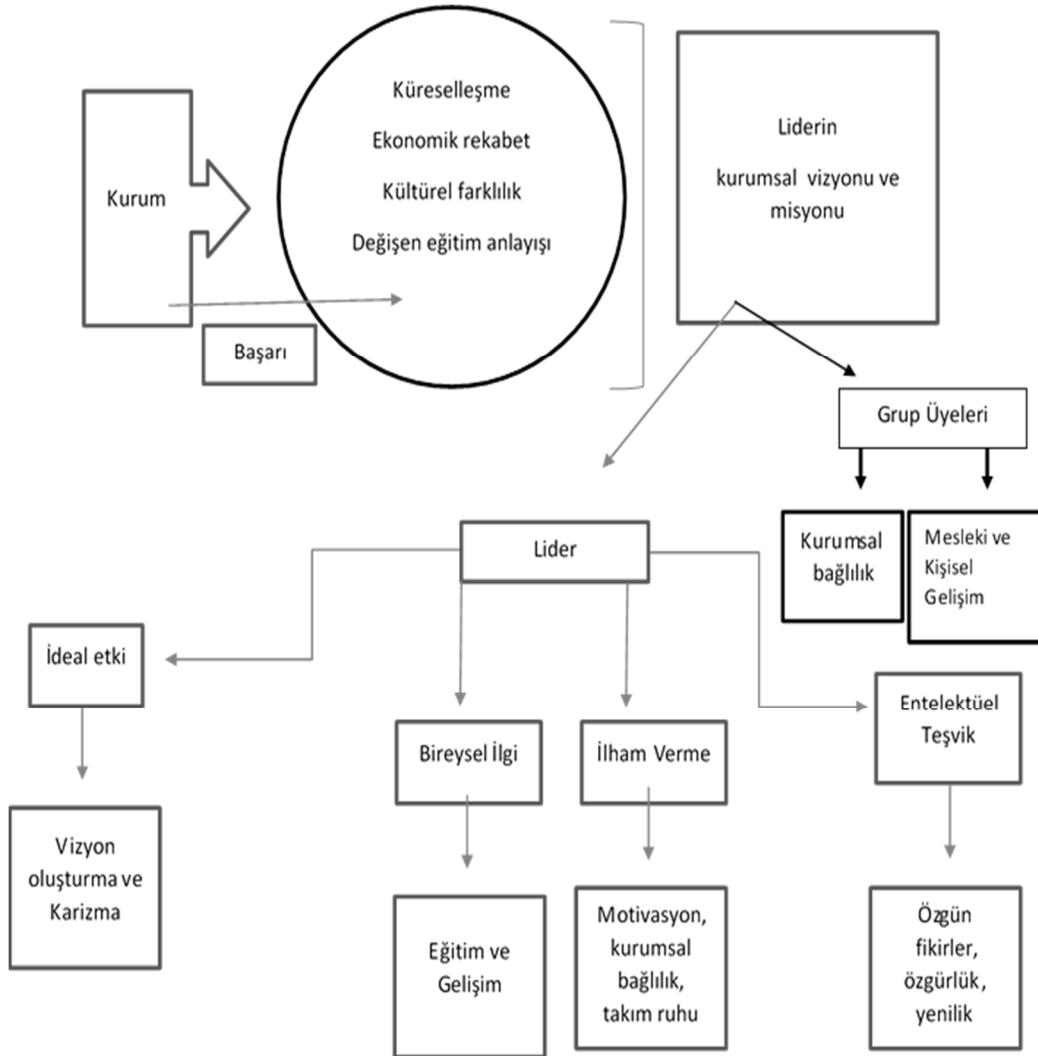 Küreselleşme
Ekonomik rekabet
Kültürel farklılık
Değişen eğitim anlayışı
Kurum
Başarı
Liderin
kurumsal vizyonu ve
misyonu
Grup Üyeleri
Kurumsal
bağlılık
Mesleki ve
Kişisel
Gelişim
Lider
İdeal etki
Bireysel İlgi
İlham Verme
Entelektüel
Teşvik
Vizyon
oluşturma ve
Karizma
Eğitim ve
Gelişim
Motivasyon,
kurumsal
bağlılık,
takım ruhu
Özgün
fikirler,
özgürlük,
yenilik